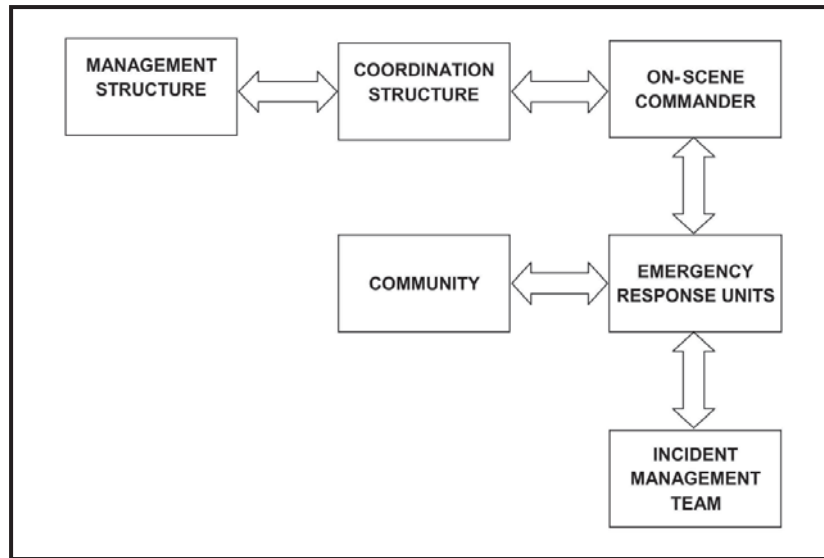 MANAGEMENT
STRUCTURE
COORDINATION
STRUCTURE
ON-SCENE
COMMANDER
COMMUNITY
EMERGENCY
RESPONSE UNITS
INCIDENT
MANAGEMENT
TEAM